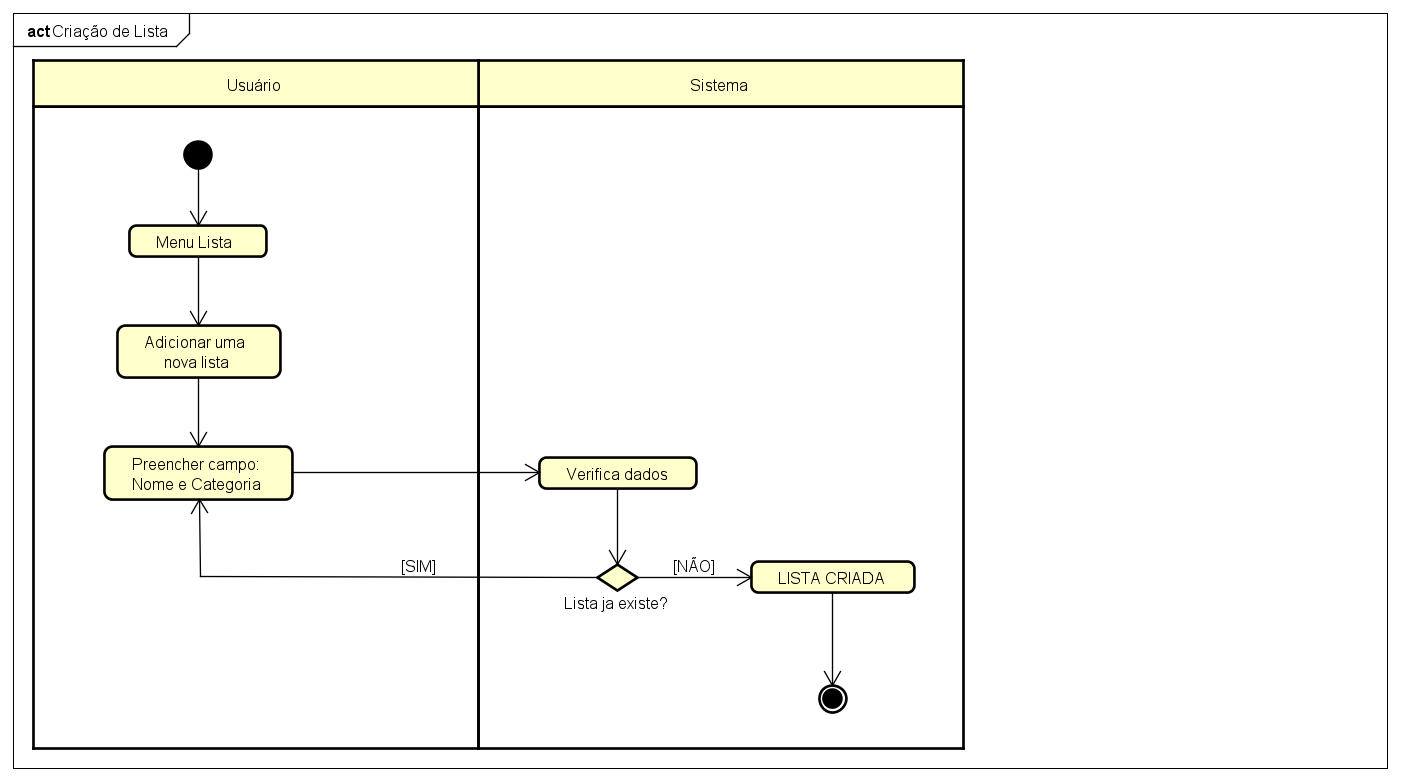 act Criação de Lista
Usuário
Sistema
Menu Lista
Adicionar uma
nova lista
Preencher campo:
Nome e Categoria
Verifica dados
[SIM]
[NÃO]
LISTA CRIADA
Lista ja existe?